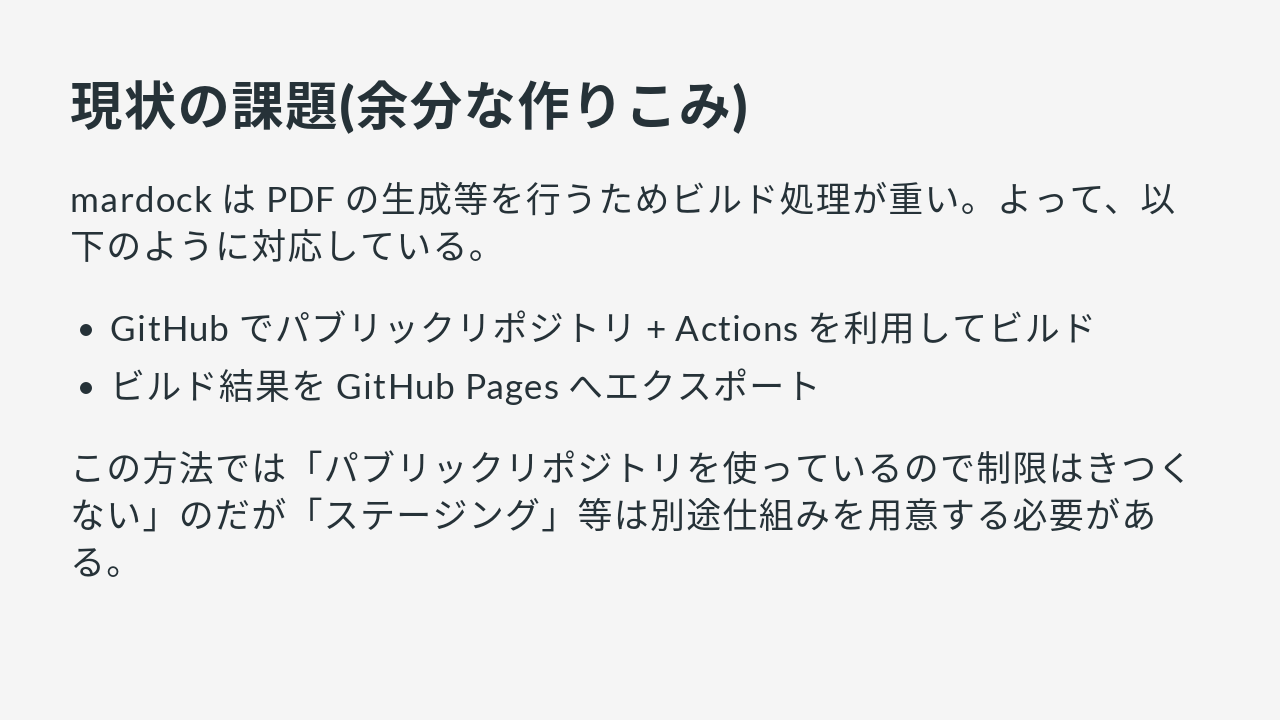 現状の課題(余分な作りこみ)
mardock は PDF の生成等を行うためビルド処理が重い。よって、以
下のように対応している。
• GitHub でパブリックリポジトリ + Actions を利用してビルド
• ビルド結果を GitHub Pages へエクスポート
この方法では「パブリックリポジトリを使っているので制限はきつく
ない」のだが「ステージング」等は別途仕組みを用意する必要があ
る。